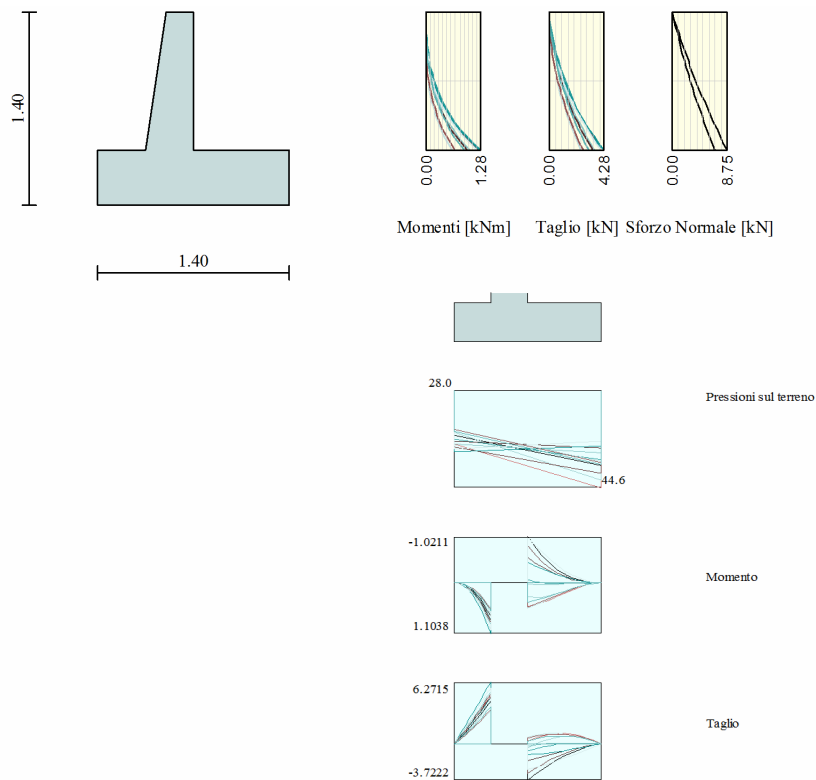 1.40
0.00
1.28
0.00
4.28
0.00
8.75
Momenti [kNm]
Taglio [kN]
Sforzo Normale [kN]
1.40
28.0
Pressioni sul terreno
44.6
-1.0211
Momento
1.1038
6.2715
Taglio
-3.7222